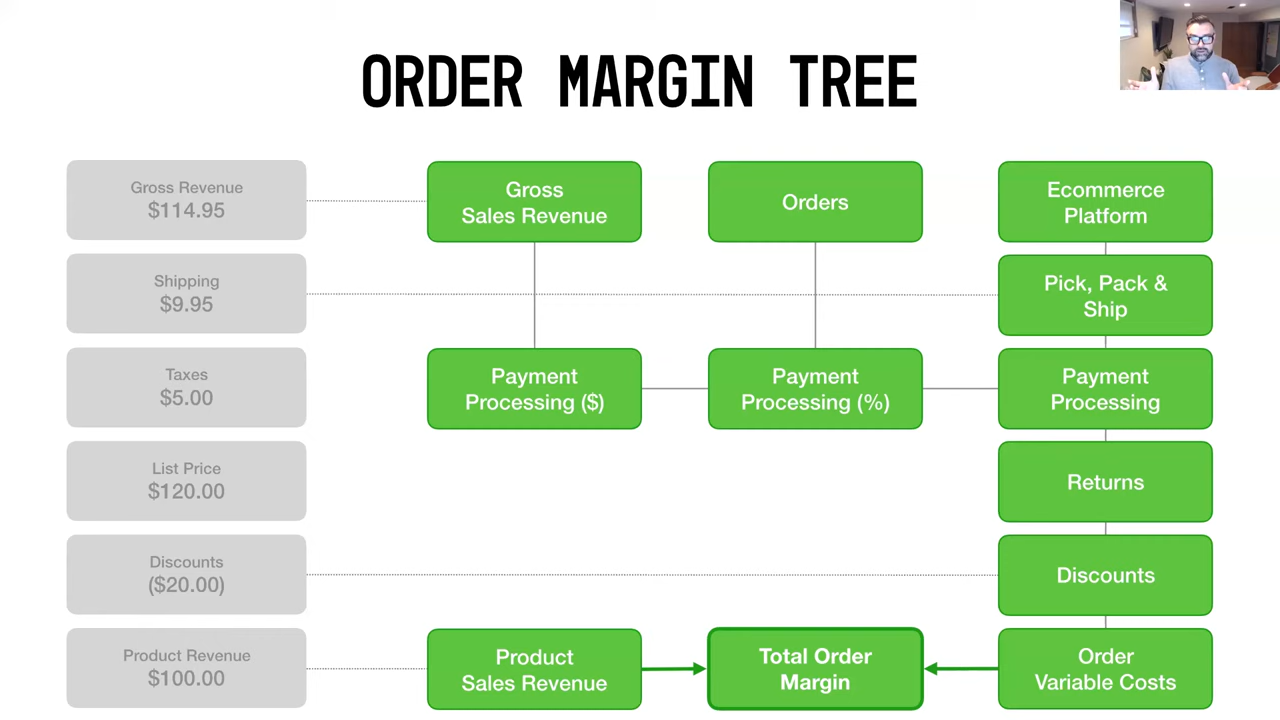 ORDER MARGIN TREE
Gross Revenue
$114.95
Gross
Sales Revenue
Orders
Ecommerce
Platform
Shipping
$9.95
Pick, Pack &
Ship
Taxes
$5.00
Payment
Processing ($)
Payment
Processing (%)
Payment
Processing
List Price
$120.00
Returns
Discounts
($20.00)
Discounts
Product Revenue
$100.00
Product
Sales Revenue
Total Order
Margin
Order
Variable Costs